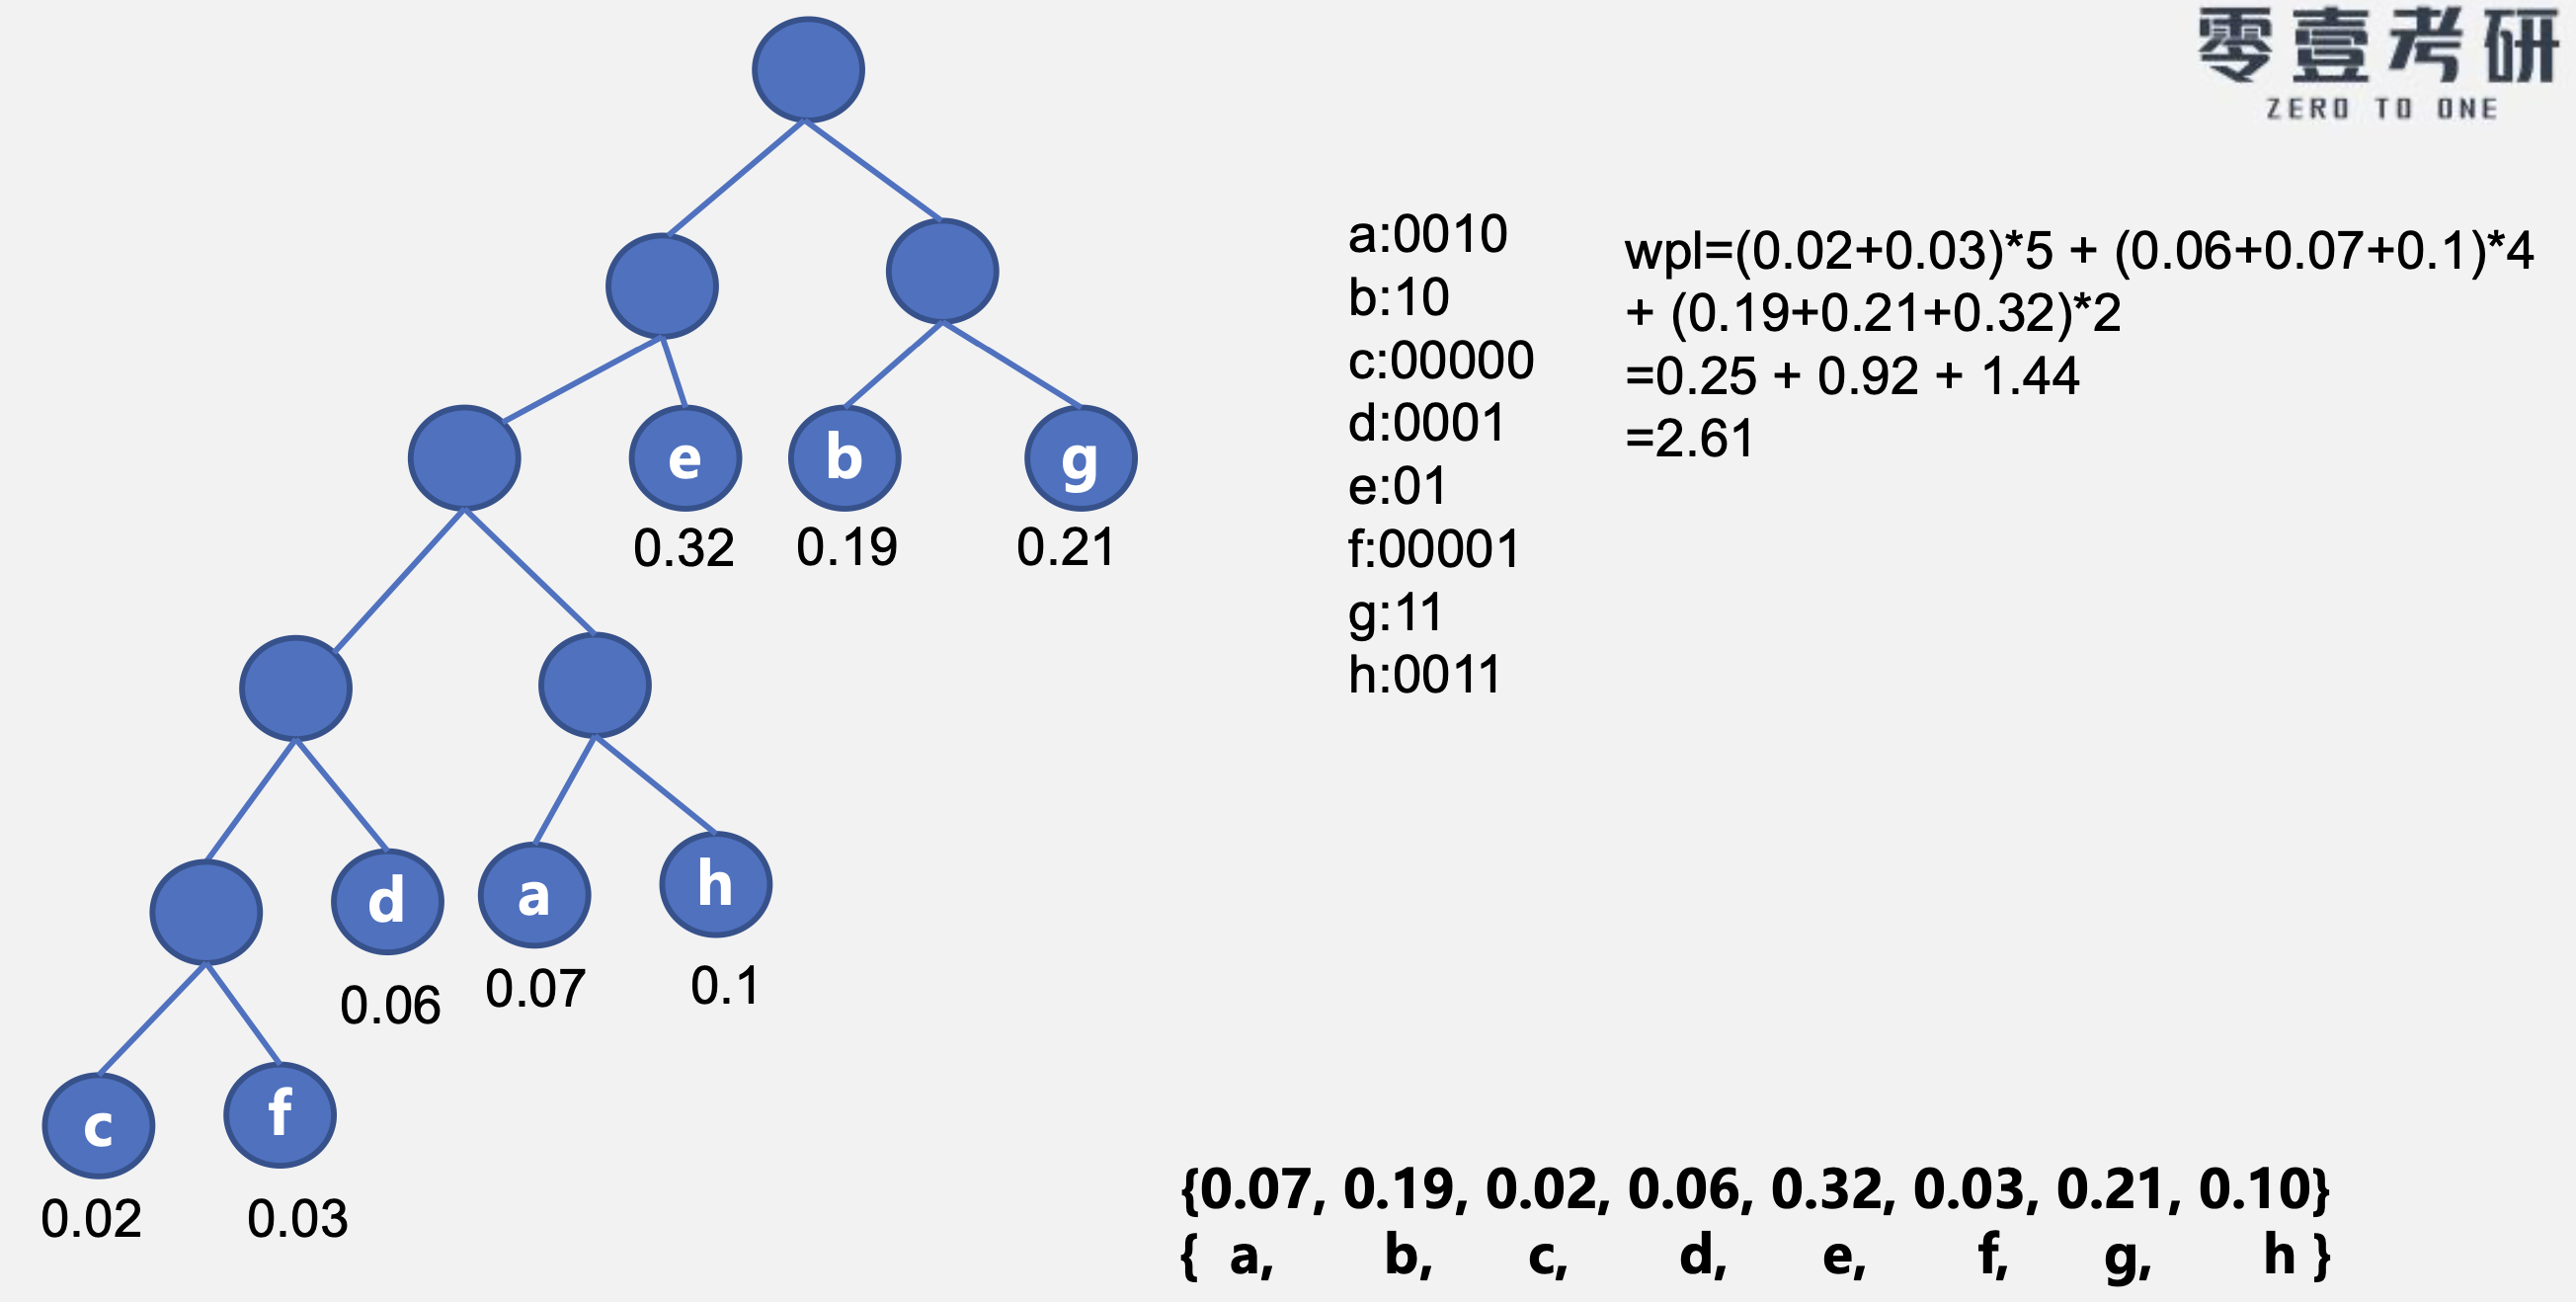 零壹考研
ZERO TO ONE
a:0010
b:10
c:00000
d:0001
e:01
f:00001
g:11
h:0011
wpl=(0.02+0.03)*5 + (0.06+0.07+0.1)*4
+ (0.19+0.21+0.32)*2
=0.25 + 0.92 + 1.44
=2.61
e b g
0.32 0.19 0.21
d a h
0.06 0.07 0.1
c f
0.02 0.03
{0.07, 0.19, 0.02, 0.06, 0.32, 0.03, 0.21, 0.10}
{ a, b, c, d, e, f, g, h }